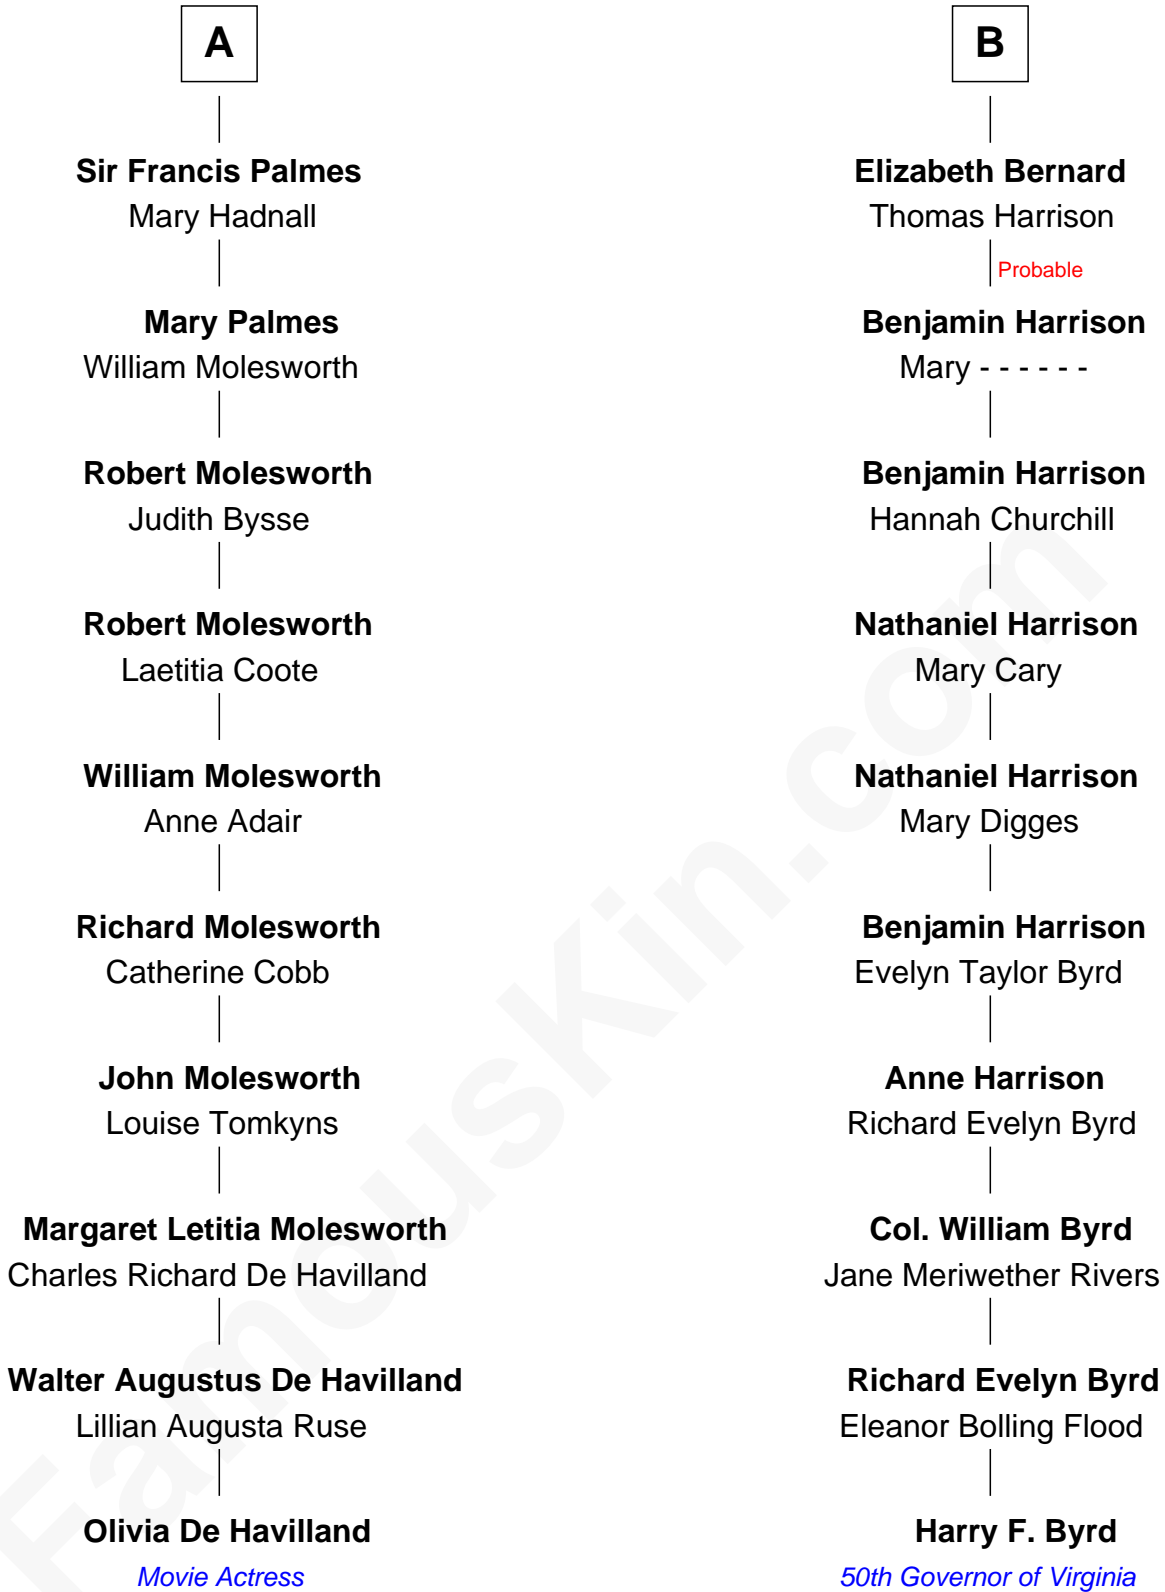 A
Sir Francis Palmes
Mary Hadnall
Mary Palmes
William Molesworth
Robert Molesworth
Judith Bysse
Robert Molesworth
Laetitia Coote
William Molesworth
Anne Adair
Richard Molesworth
Catherine Cobb
John Molesworth
Louise Tomkyns
Margaret Letitia Molesworth
Charles Richard De Havilland
Walter Augustus De Havilland
Lillian Augusta Ruse
Olivia De Havilland
Movie Actress
B
Elizabeth Bernard
Thomas Harrison
Probable
Benjamin Harrison
Mary - - - - - -
Benjamin Harrison
Hannah Churchill
Nathaniel Harrison
Mary Cary
Nathaniel Harrison
Mary Digges
Benjamin Harrison
Evelyn Taylor Byrd
Anne Harrison
Richard Evelyn Byrd
Col. William Byrd
Jane Meriwether Rivers
Richard Evelyn Byrd
Eleanor Bolling Flood
Harry F. Byrd
50th Governor of Virginia
FamousKin.com